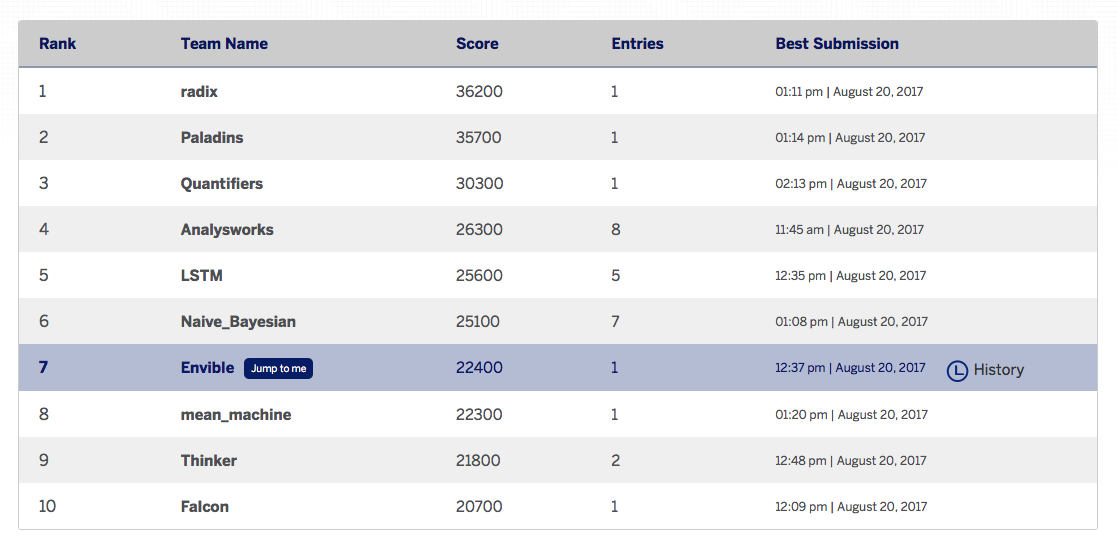 Rank Team Name Score Entries Best Submission
1 radix 36200 1 01:11 pm | August 20, 2017
2 Paladins 35700 1 01:14 pm | August 20, 2017
3 Quantifiers 30300 1 02:13 pm | August 20, 2017
4 Analysworks 26300 8 11:45 am | August 20, 2017
5 LSTM 25600 5 12:35 pm | August 20, 2017
6 Naive_Bayesian 25100 7 01:08 pm | August 20, 2017
7 Envible Jump to me 22400 1 12:37 pm | August 20, 2017 History
8 mean_machine 22300 1 01:20 pm | August 20, 2017
9 Thinker 21800 2 12:48 pm | August 20, 2017
10 Falcon 20700 1 12:09 pm | August 20, 2017